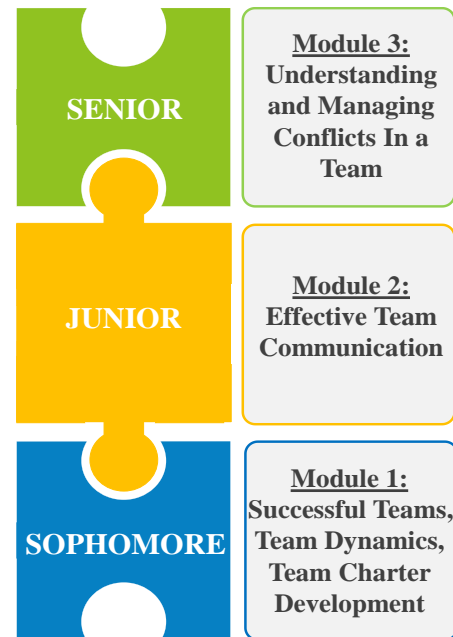 SENIOR
Module 3:
Understanding
and Managing
Conflicts In a
Team
JUNIOR
Module 2:
Effective Team
Communication
SOPHOMORE
Module 1:
Successful Teams,
Team Dynamics,
Team Charter
Development